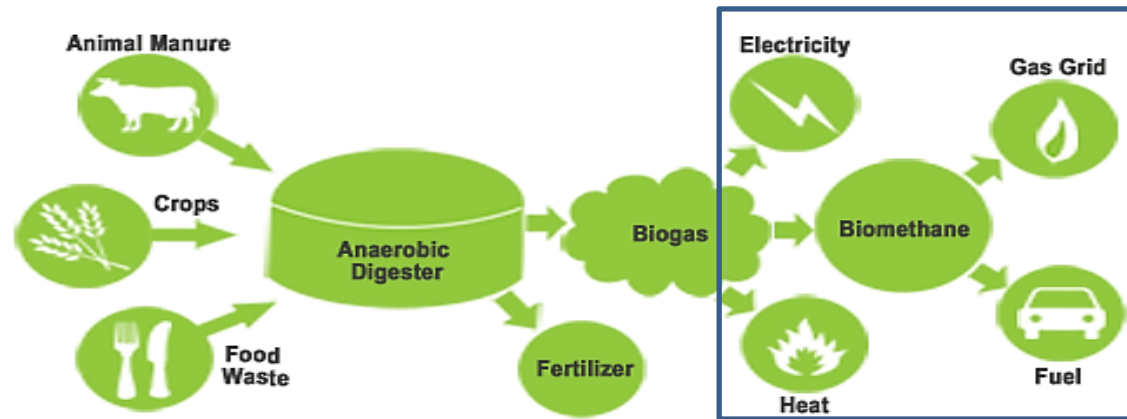 Animal Manure
Crops
Food
Waste
Anaerobic
Digester
Fertilizer
Biogas
Electricity
Heat
Biomethane
Gas Grid
Fuel